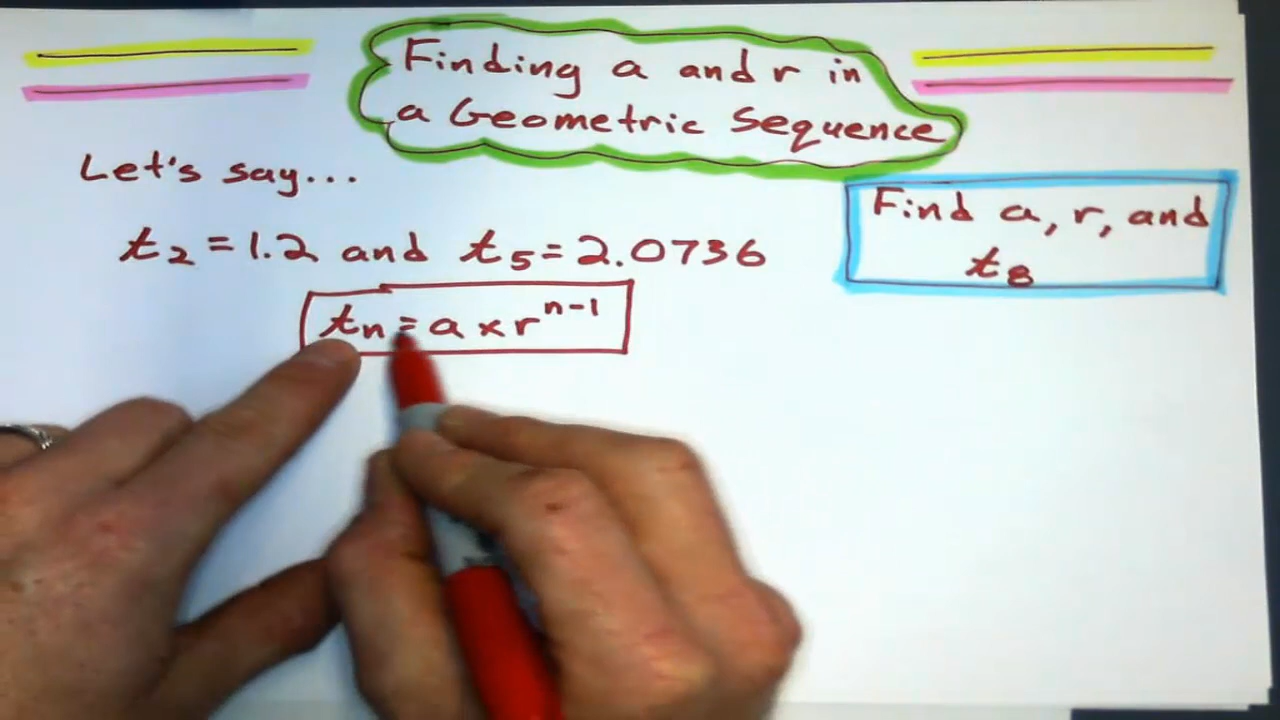 Finding a and r in
a Geometric Sequence
Let's say...
Find a, r, and
t₈
t₂ = 1.2 and t₅ = 2.0736
tₙ = a × rⁿ⁻¹